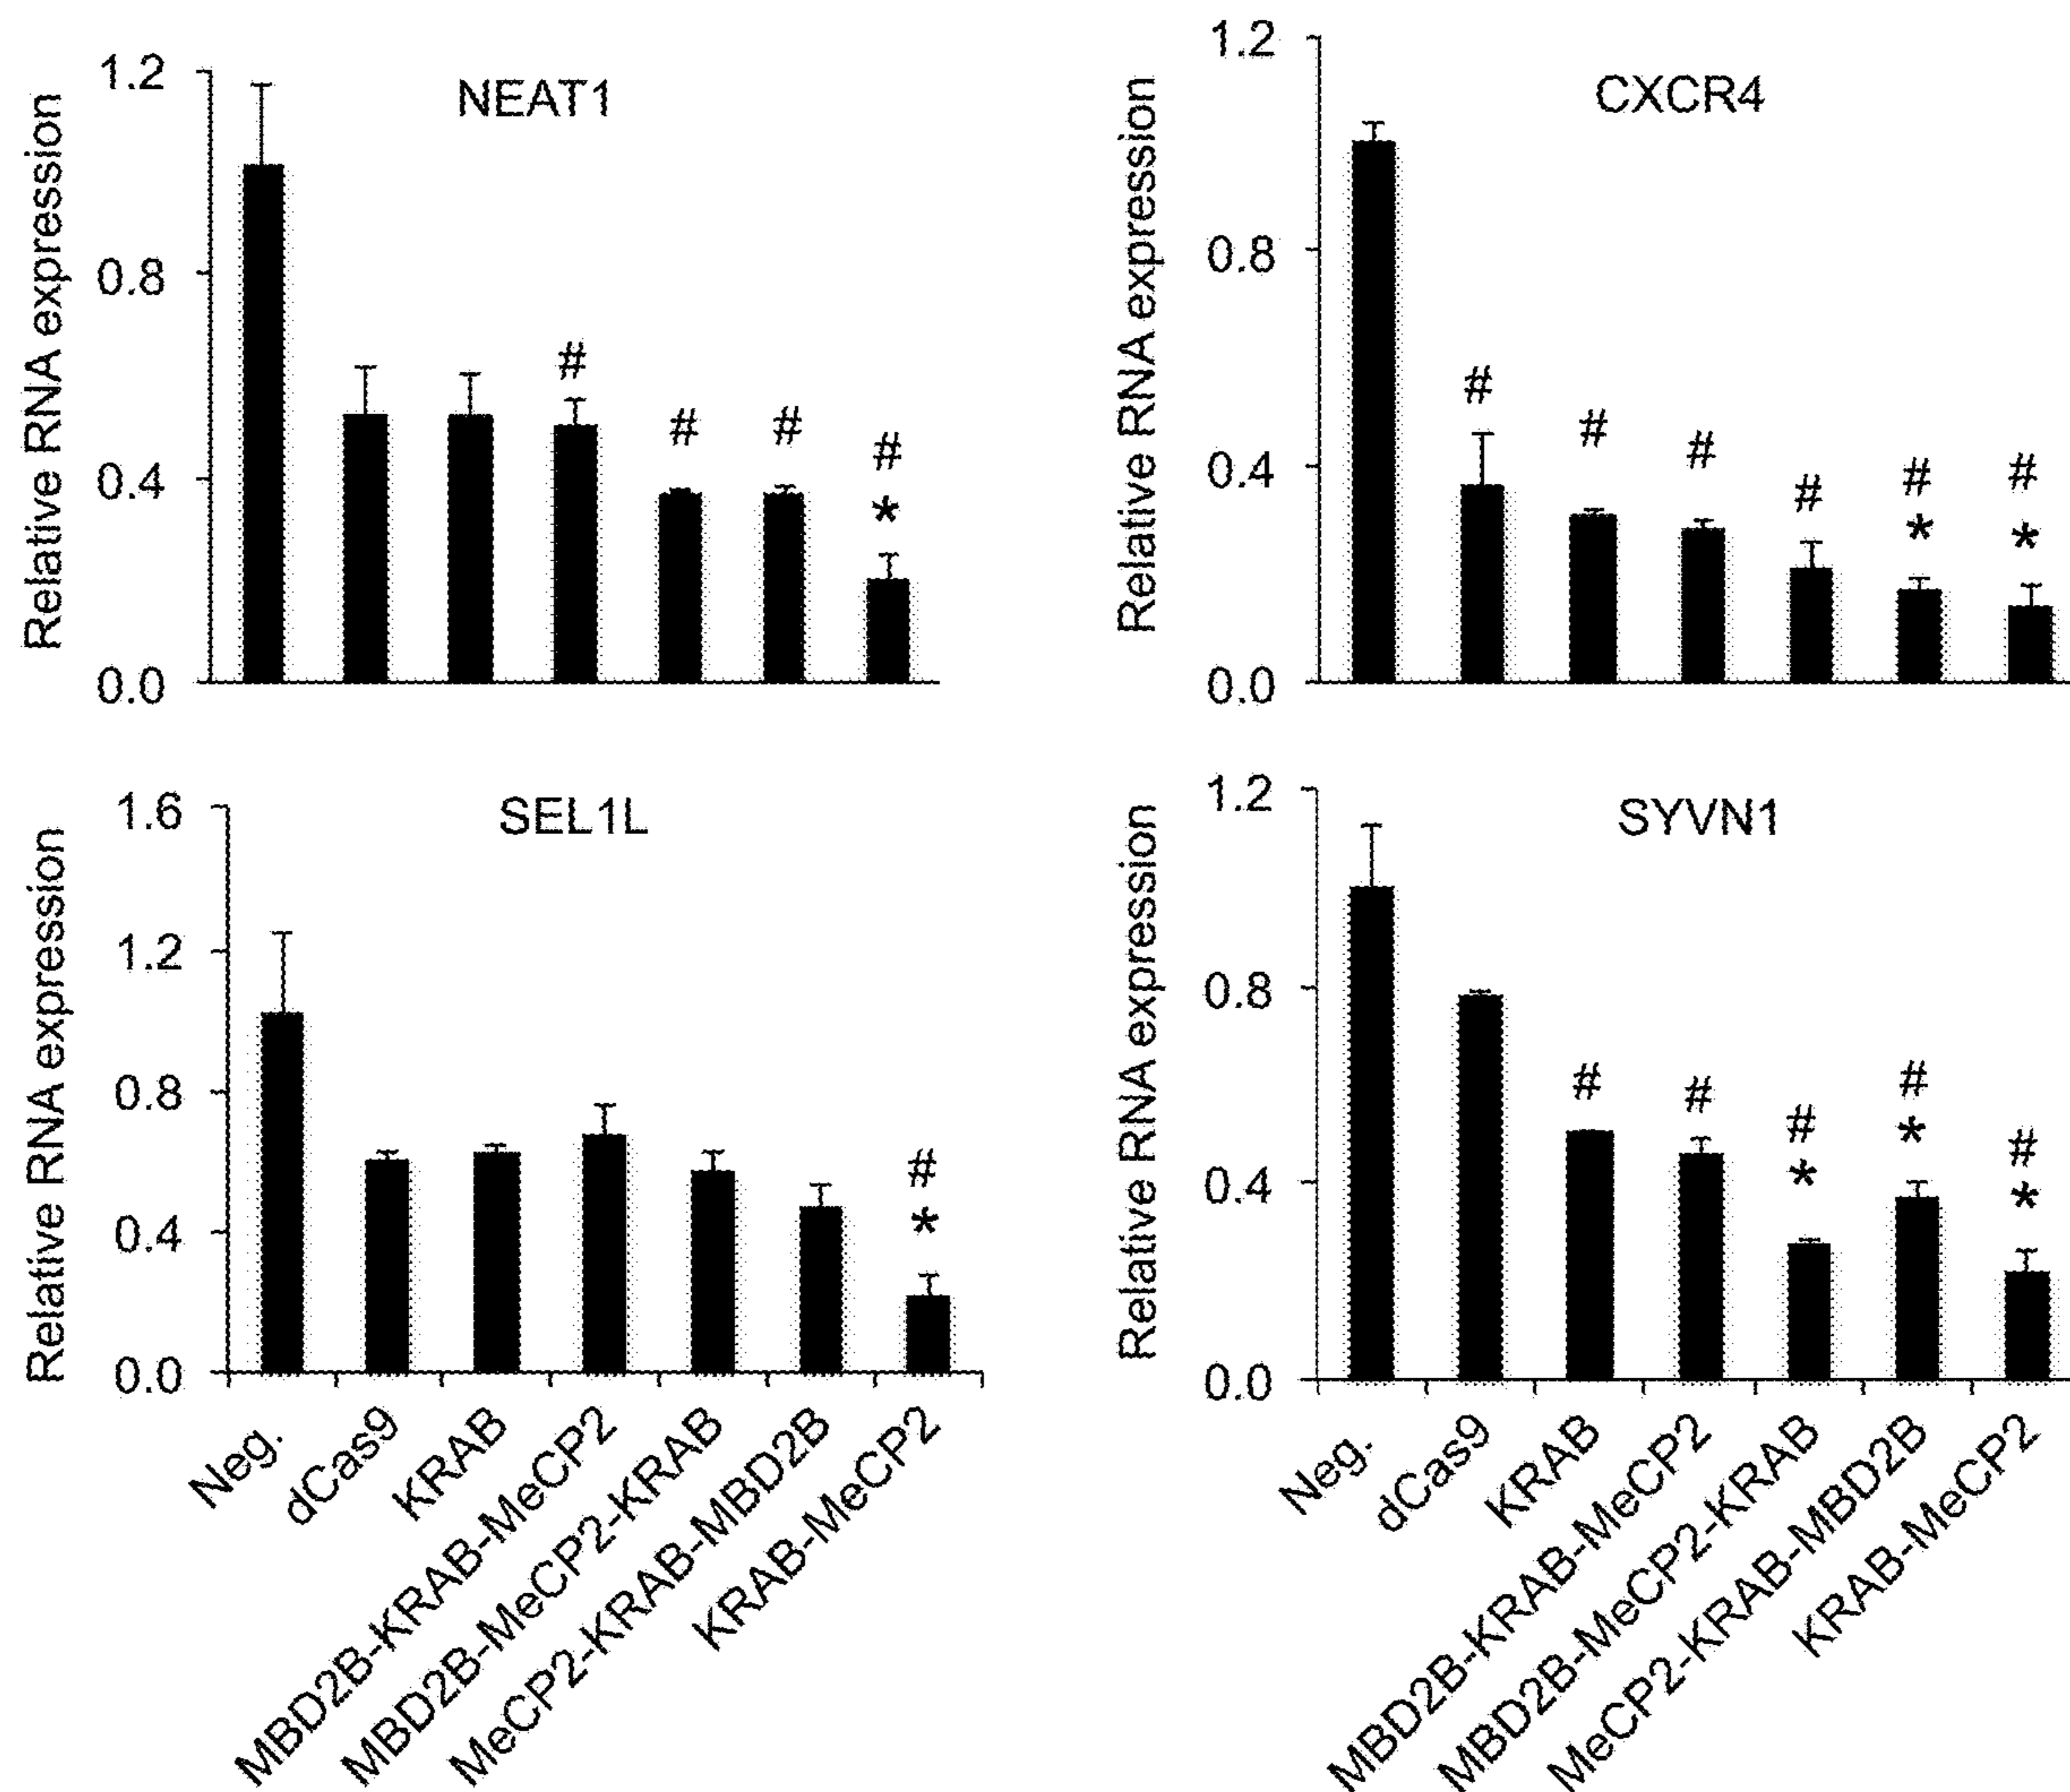 NEAT1
Relative RNA expression
1.2
0.8
0.4
0.0
#
#
#
#
*
CXCR4
Relative RNA expression
1.2
0.8
0.4
0.0
#
#
#
#
#
*
#
*
SEL1L
Relative RNA expression
1.6
1.2
0.8
0.4
0.0
#
*
Neg.
dCas9
KRAB
MBD2B-KRAB-MeCP2
MBD2B-MeCP2-KRAB
MeCP2-KRAB-MBD2B
KRAB-MeCP2
SYVN1
Relative RNA expression
1.2
0.8
0.4
0.0
#
#
#
*
#
*
#
*
Neg.
dCas9
KRAB
MBD2B-KRAB-MeCP2
MBD2B-MeCP2-KRAB
MeCP2-KRAB-MBD2B
KRAB-MeCP2